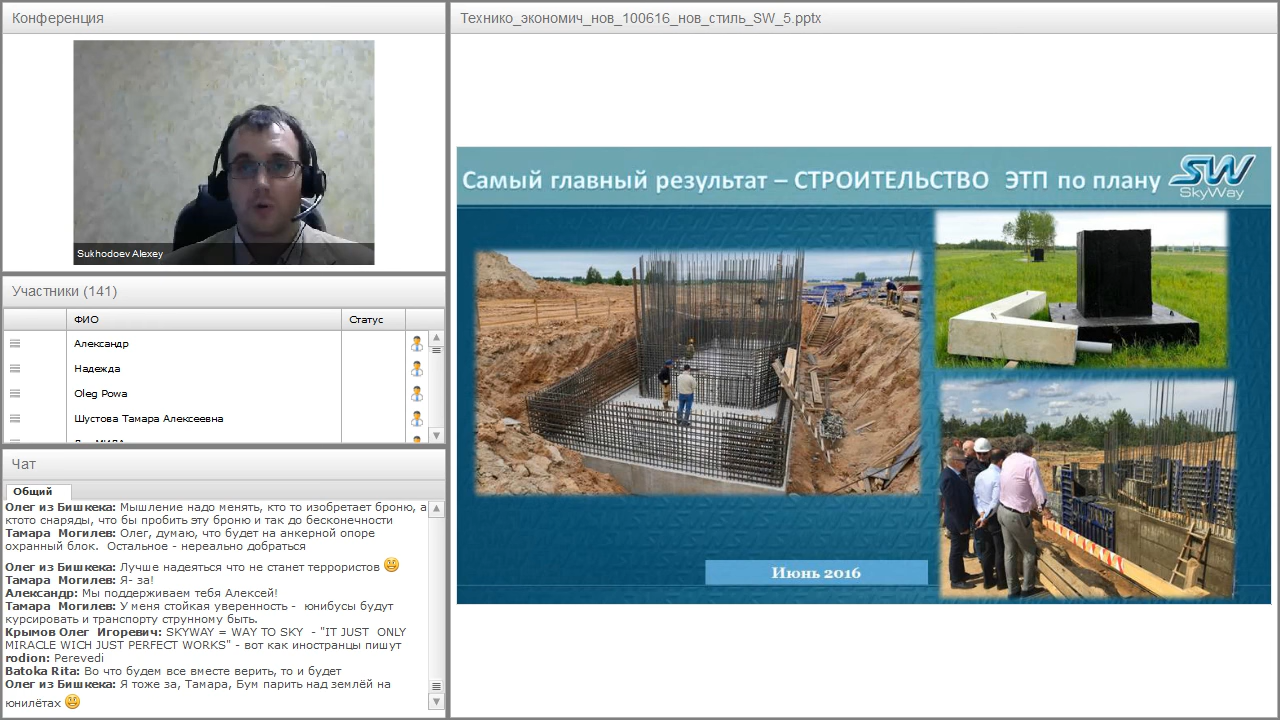 Конференция
Sukhodoev Alexey
Участники (141)
ФИО Статус
Александр
Надежда
Oleg Powa
Шустова Тамара Алексеевна
Чат
Общий
Олег из Бишкека: Мышление надо менять, кто то изобретает броню, а
ктото снаряды, что бы пробить эту броню и так до бесконечности
Тамара Могилев: Олег, думаю, что будет на анкерной опоре
охранный блок. Остальное - нереально добраться
Олег из Бишкека: Лучше надеяться что не станет террористов
Тамара Могилев: Я- за!
Александр: Мы поддерживаем тебя Алексей!
Тамара Могилев: У меня стойкая уверенность - юнибусы будут
курсировать и транспорту струнному быть.
Крымов Олег Игоревич: SKYWAY = WAY TO SKY - "IT JUST ONLY
MIRACLE WICH JUST PERFECT WORKS" - вот как иностранцы пишут
rodion: Perevedi
Batoka Rita: Во что будем все вместе верить, то и будет
Олег из Бишкека: Я тоже за, Тамара, Бум парить над землёй на
юнилётах
Технико_экономич_нов_100616_нов_стиль_SW_5.pptx
Самый главный результат – СТРОИТЕЛЬСТВО ЭТП по плану
SW
SkyWay
Июнь 2016